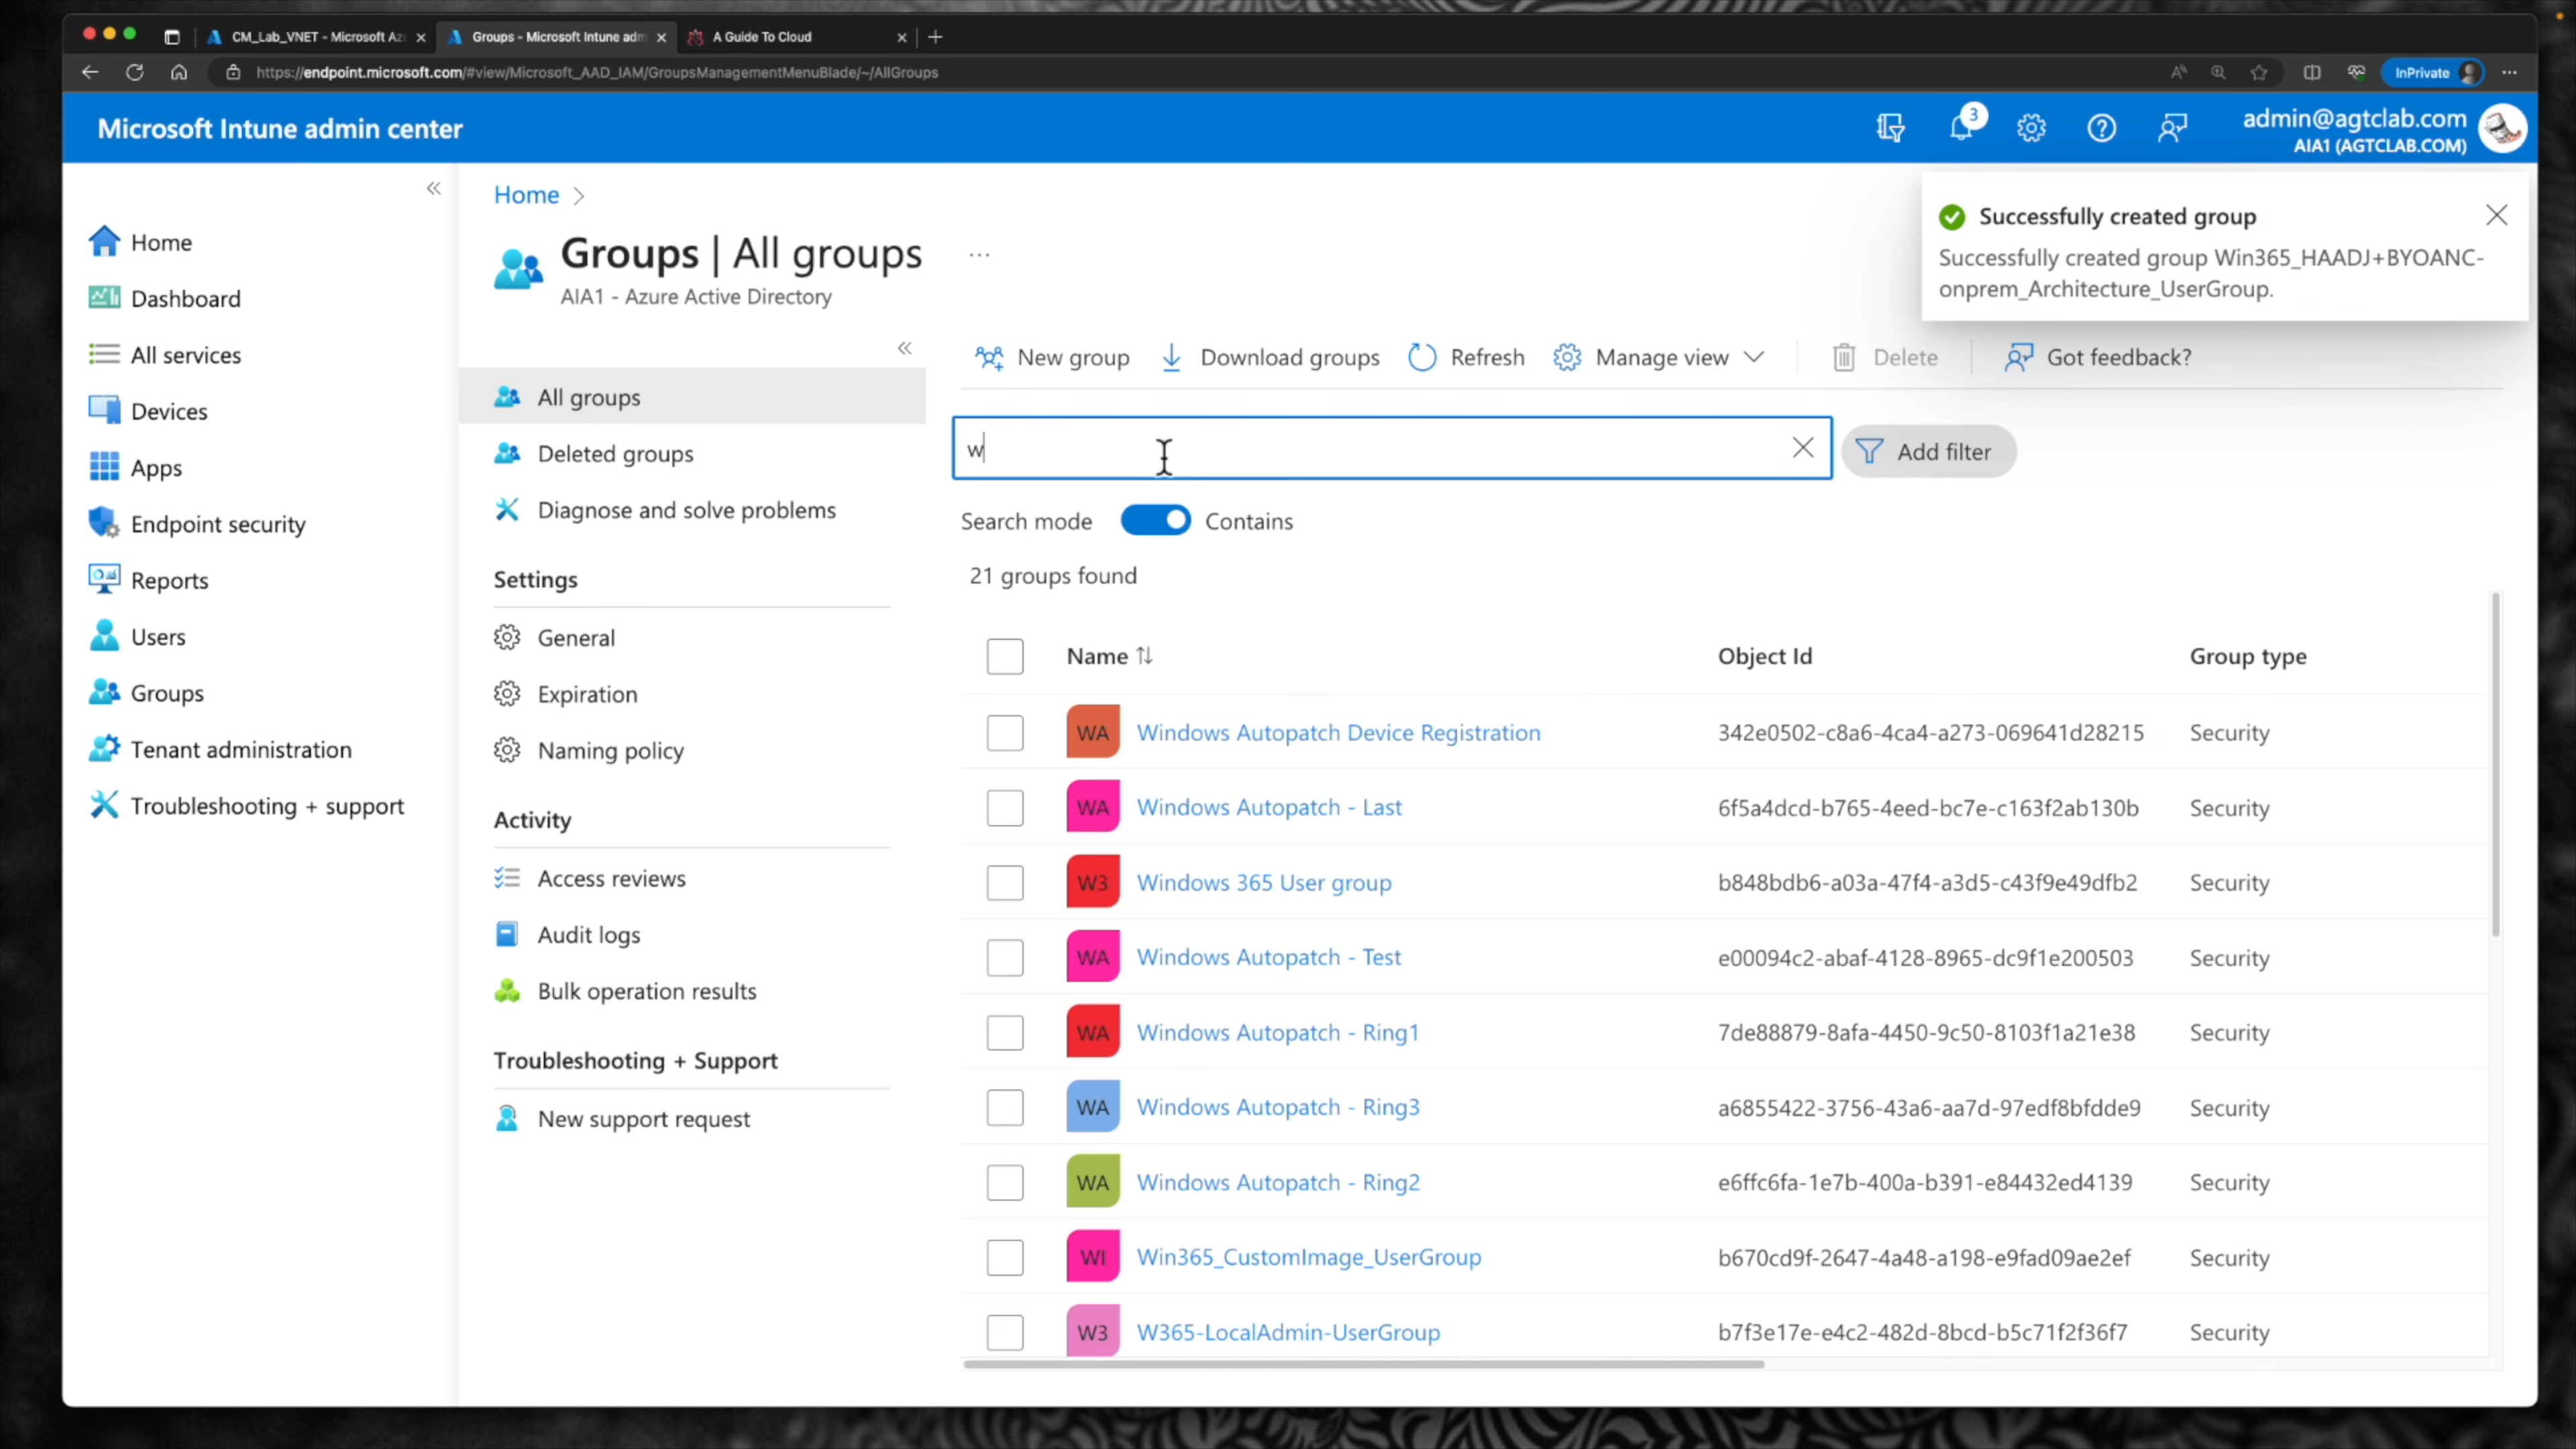 CM_Lab_VNET - Microsoft Az
Groups - Microsoft Intune adm
A Guide To Cloud
https://endpoint.microsoft.com/#view/Microsoft_AAD_IAM/GroupsManagementMenuBlade/~/AllGroups
InPrivate
Microsoft Intune admin center
3
admin@agtclab.com
AIA1 (AGTCLAB.COM)
Home
Dashboard
All services
Devices
Apps
Endpoint security
Reports
Users
Groups
Tenant administration
Troubleshooting + support
Home >
Groups | All groups
...
AIA1 - Azure Active Directory
Successfully created group
Successfully created group Win365_HAADJ+BYOANC-
onprem_Architecture_UserGroup.
All groups
Deleted groups
Diagnose and solve problems
Settings
General
Expiration
Naming policy
Activity
Access reviews
Audit logs
Bulk operation results
Troubleshooting + Support
New support request
New group
Download groups
Refresh
Manage view
Delete
Got feedback?
w
Add filter
Search mode
Contains
21 groups found
Name
Object Id
Group type
WA Windows Autopatch Device Registration 342e0502-c8a6-4ca4-a273-069641d28215 Security
WA Windows Autopatch - Last 6f5a4dcd-b765-4eed-bc7e-c163f2ab130b Security
W3 Windows 365 User group b848bdb6-a03a-47f4-a3d5-c43f9e49dfb2 Security
WA Windows Autopatch - Test e00094c2-abaf-4128-8965-dc9f1e200503 Security
WA Windows Autopatch - Ring1 7de88879-8afa-4450-9c50-8103f1a21e38 Security
WA Windows Autopatch - Ring3 a6855422-3756-43a6-aa7d-97edf8bfdde9 Security
WA Windows Autopatch - Ring2 e6ffc6fa-1e7b-400a-b391-e84432ed4139 Security
WI Win365_CustomImage_UserGroup b670cd9f-2647-4a48-a198-e9fad09ae2ef Security
W3 W365-LocalAdmin-UserGroup b7f3e17e-e4c2-482d-8bcd-b5c71f2f36f7 Security